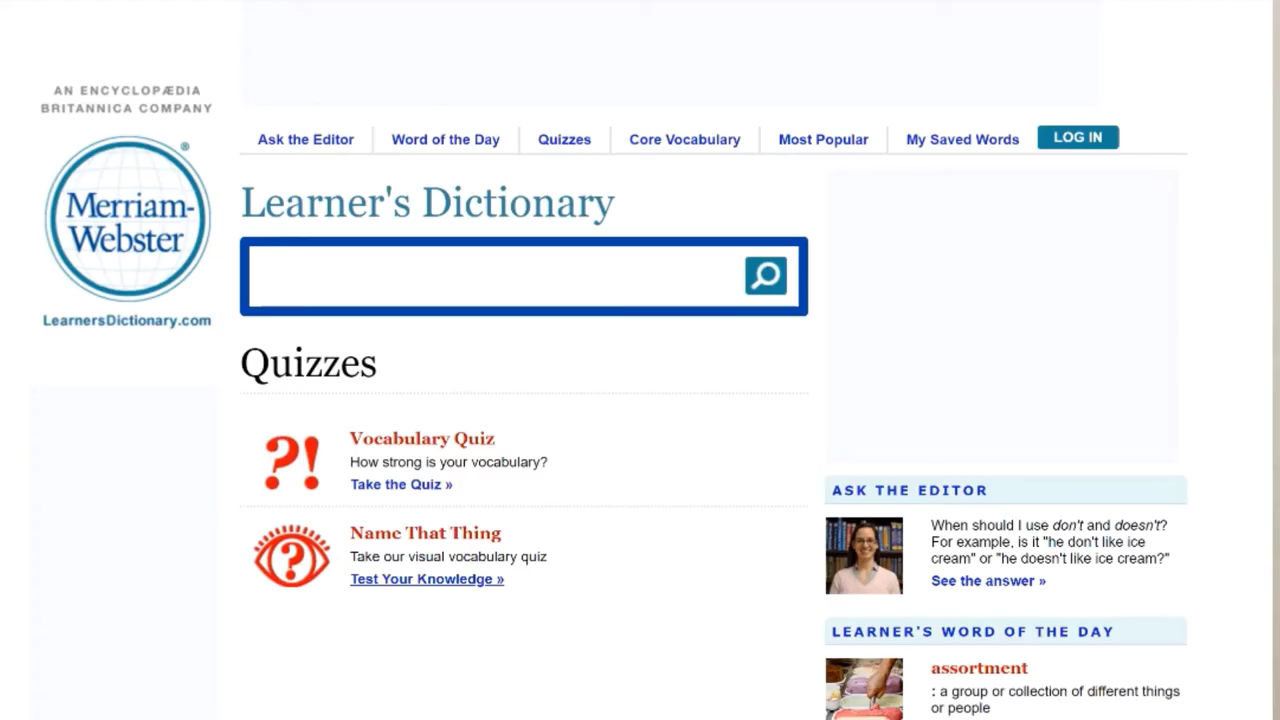 AN ENCYCLOPÆDIA
BRITANNICA COMPANY
Merriam-
Webster
®
LearnersDictionary.com
Ask the Editor
Word of the Day
Quizzes
Core Vocabulary
Most Popular
My Saved Words
LOG IN
Learner's Dictionary
Quizzes
?!
Vocabulary Quiz
How strong is your vocabulary?
Take the Quiz »
?
Name That Thing
Take our visual vocabulary quiz
Test Your Knowledge »
ASK THE EDITOR
When should I use don't and doesn't?
For example, is it "he don't like ice
cream" or "he doesn't like ice cream?"
See the answer »
LEARNER'S WORD OF THE DAY
assortment
: a group or collection of different things
or people